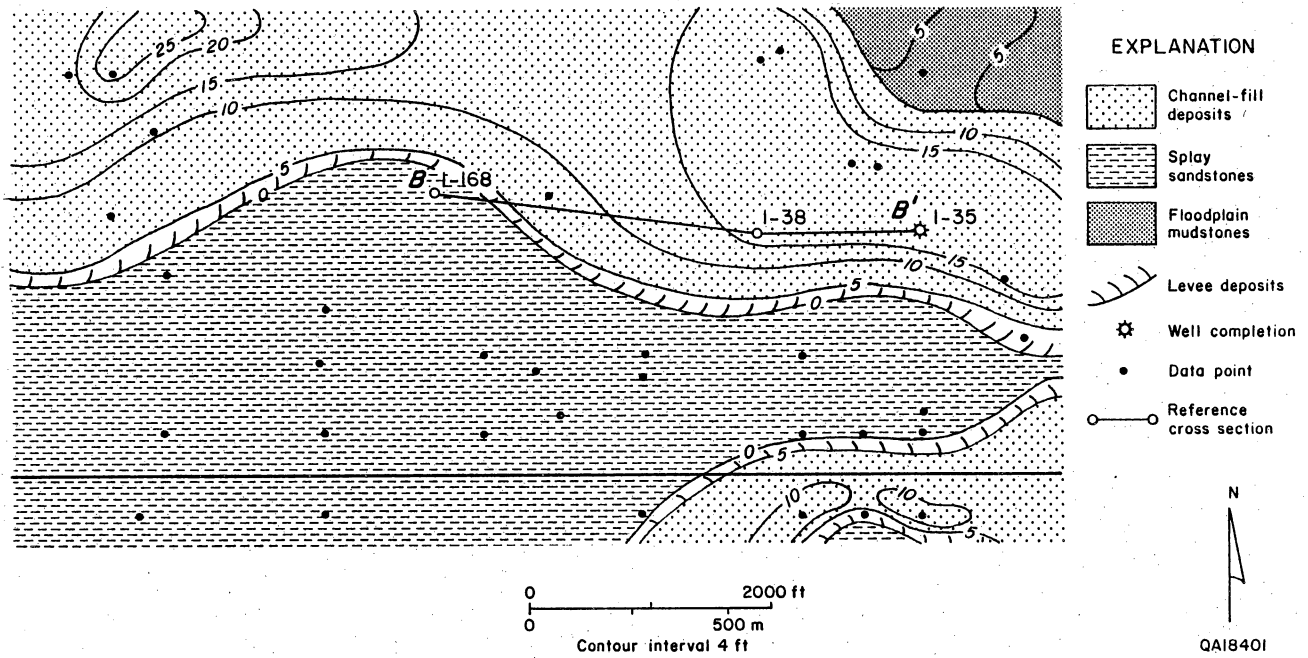 25
20
15
10
5
0
B
1-168
5
5
10
15
1-38
B'
1-35
15
10
5
0
0
5
10
10
5
EXPLANATION
Channel-fill
deposits
Splay
sandstones
Floodplain
mudstones
Levee deposits
Well completion
Data point
Reference
cross section
N
0 2000 ft
0 500 m
Contour interval 4 ft
QA18401